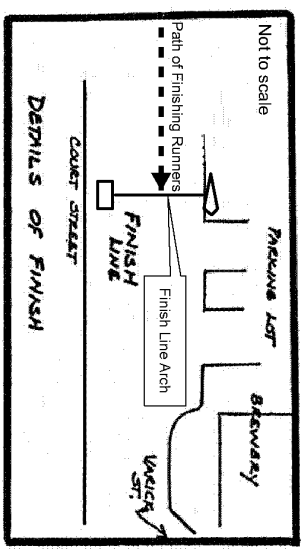 Not to scale
Path of Finishing Runners
PARKING LOT
BREWERY
FINISH
LINE
Finish Line Arch
VARICK
ST.
COURT STREET
DETAILS OF FINISH